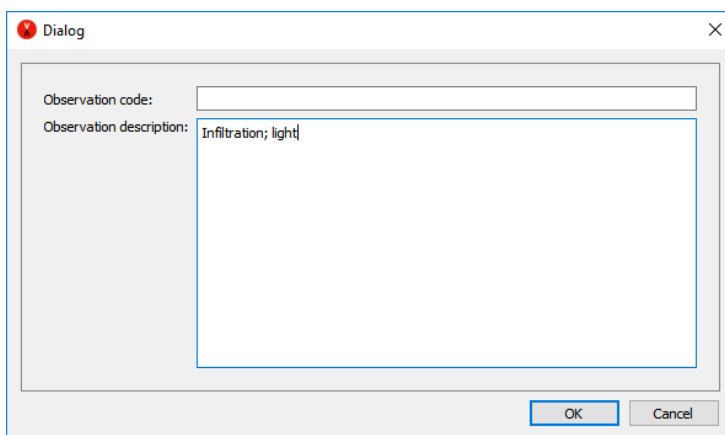 Dialog
Observation code:
Observation description:
Infiltration; light
OK
Cancel